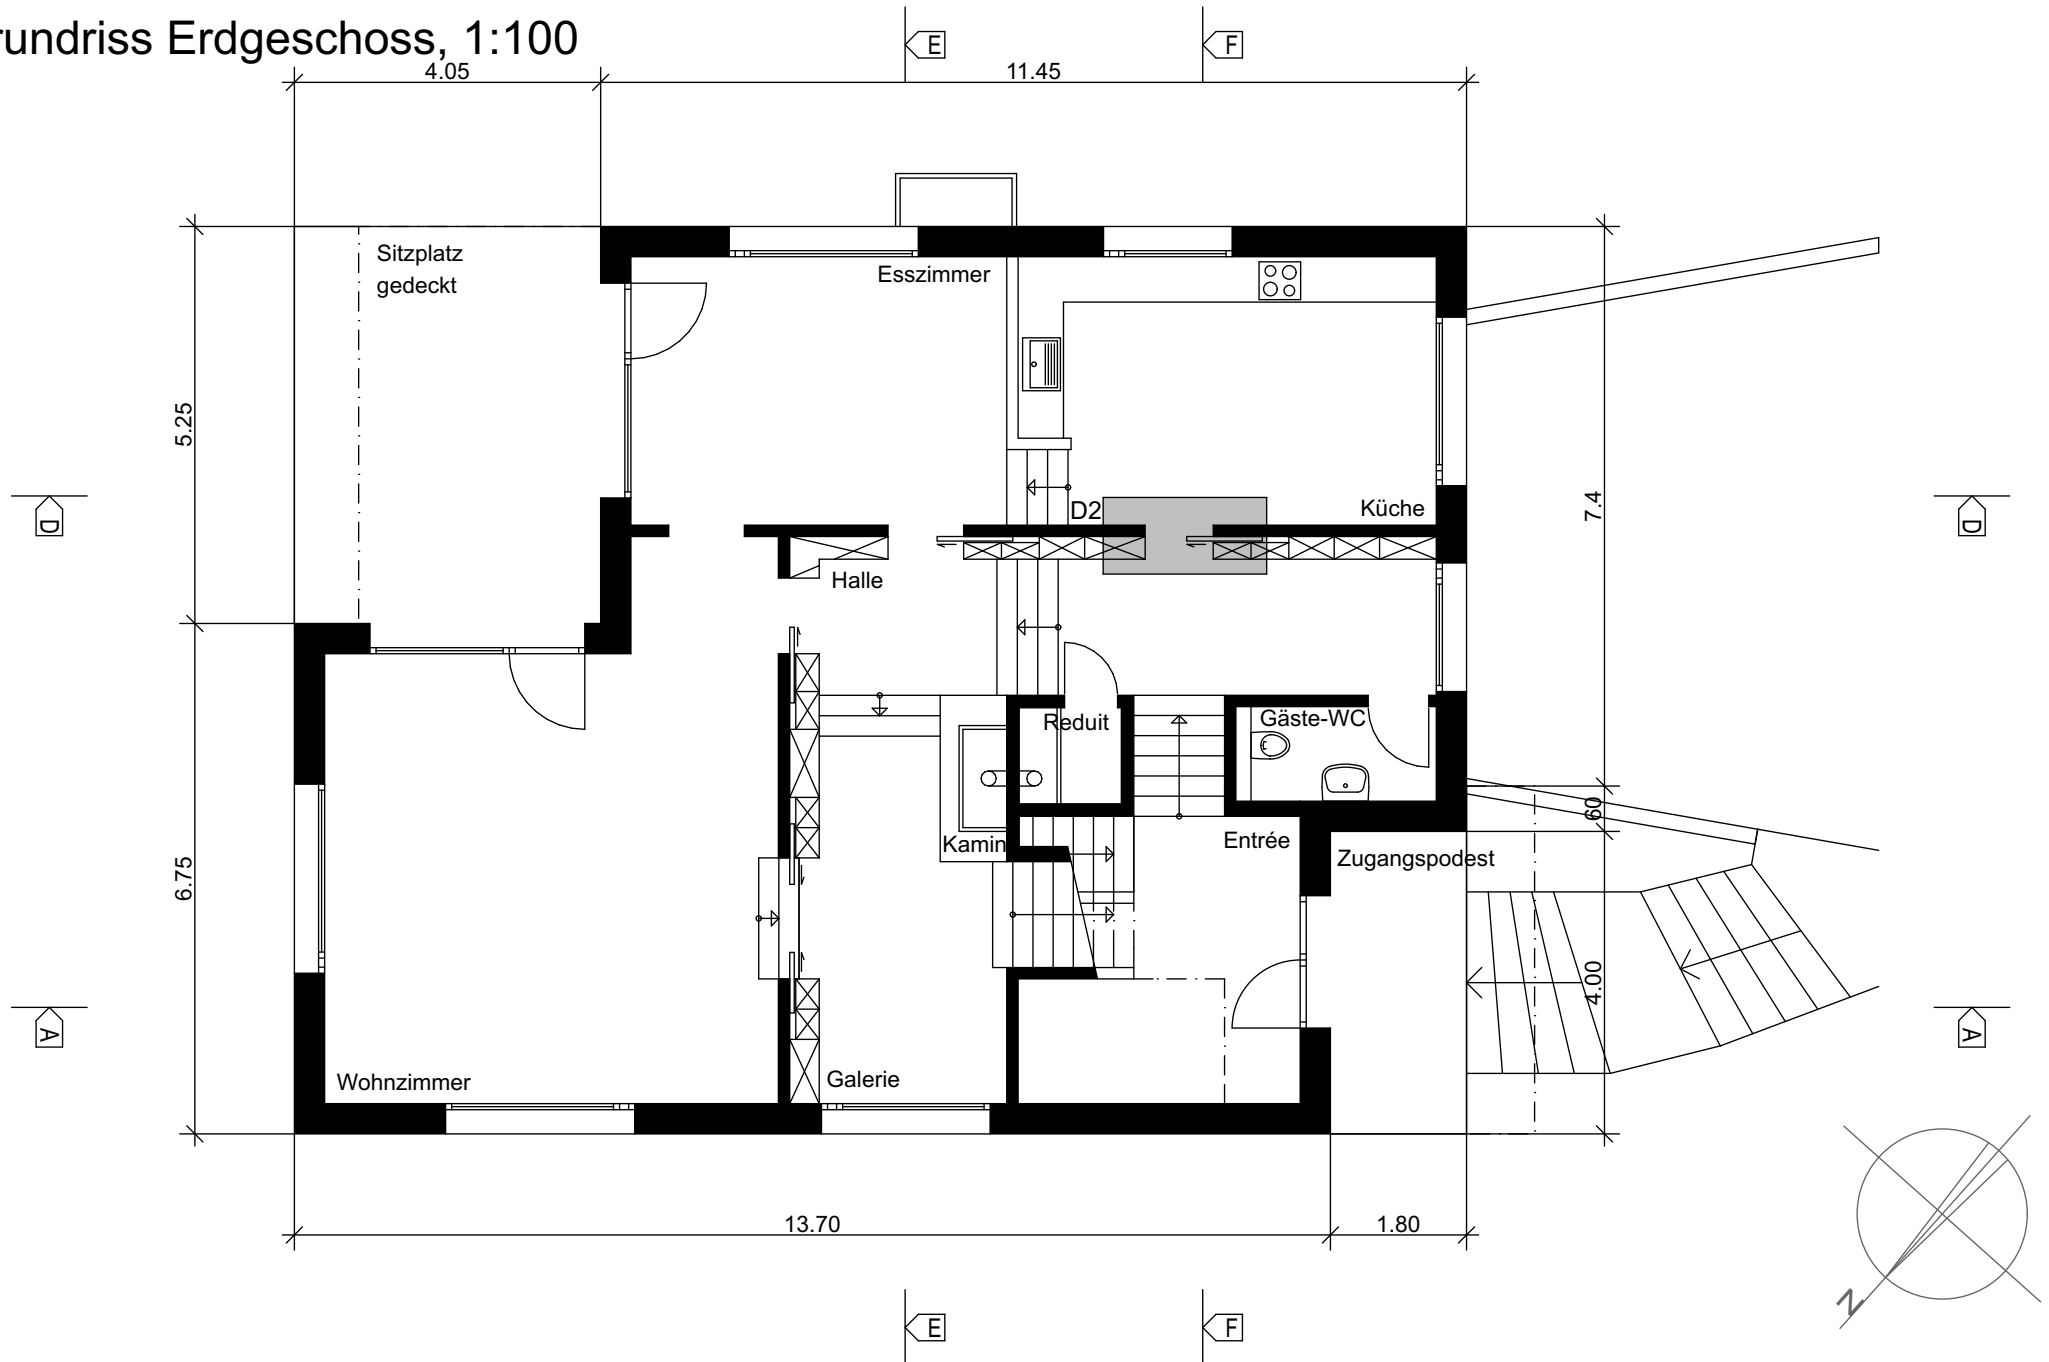 rundriss Erdgeschoss, 1:100
E
F
4.05
11.45
Sitzplatz
gedeckt
Esszimmer
5.25
7.4
D
D2
Küche
D
Halle
Reduit
Gäste-WC
60
Kamin
Entrée
Zugangspodest
6.75
4.00
A
A
Wohnzimmer
Galerie
13.70
1.80
N
E
F